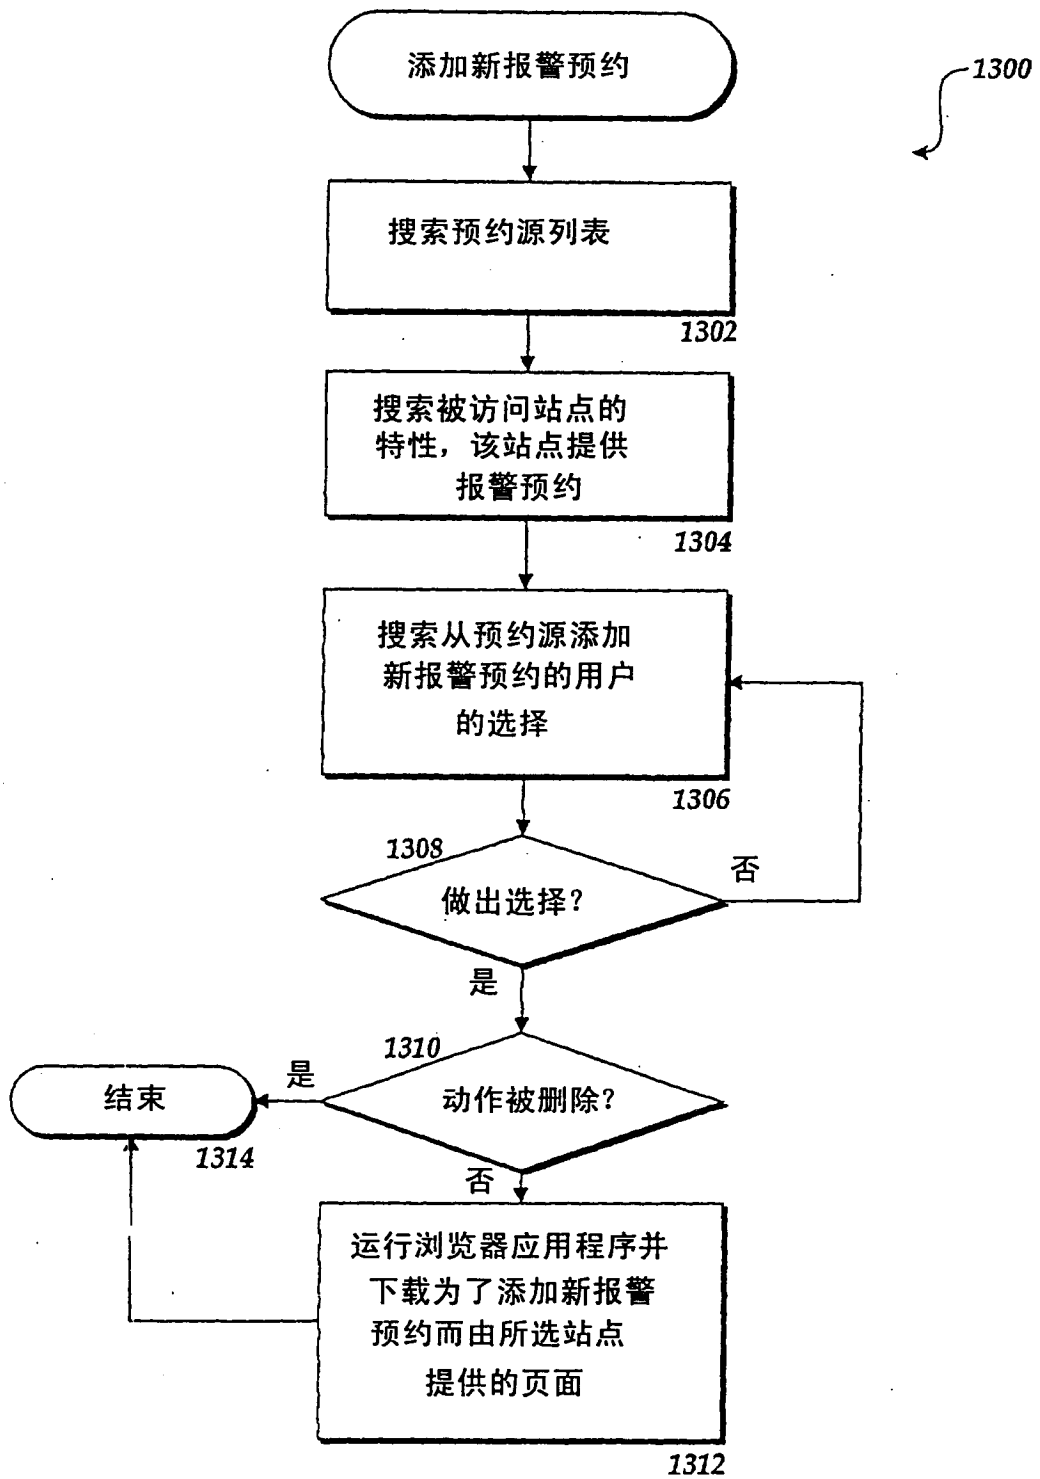 添加新报警预约
1300
搜索预约源列表
1302
搜索被访问站点的
特性，该站点提供
报警预约
1304
搜索从预约源添加
新报警预约的用户
的选择
1306
1308
做出选择？
否
是
1310
动作被删除？
是
结束
1314
否
运行浏览器应用程序并
下载为了添加新报警
预约而由所选站点
提供的页面
1312